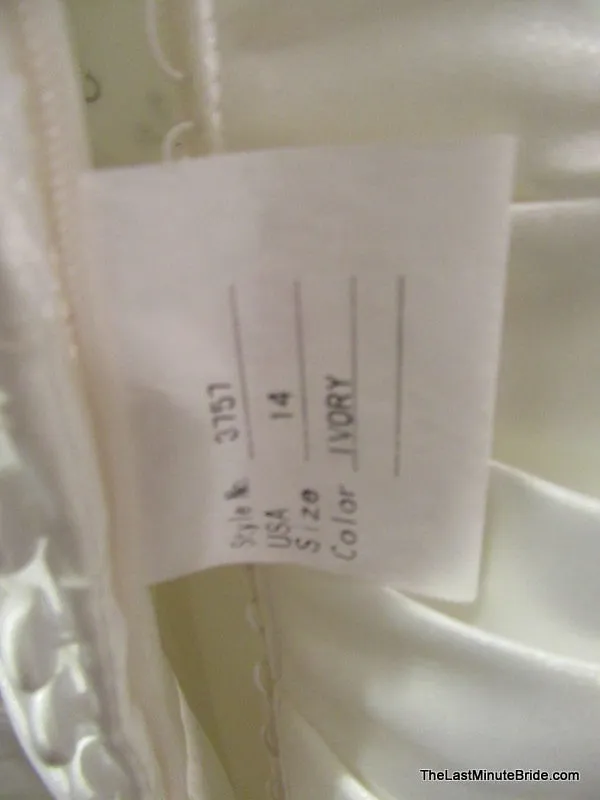 Style No. 3757
USA
Size 14
Color IVORY
TheLastMinuteBride.com